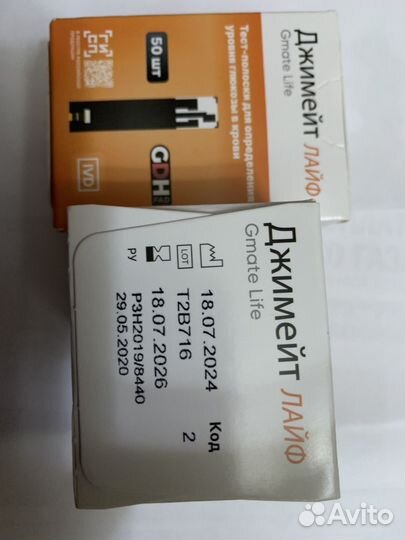 Джимейт ЛАЙФ
Gmate Life
Тест-полоски для определения
уровня глюкозы в крови
50 шт
GDH
FAD
IVD
Джимейт ЛАЙФ
Gmate Life
18.07.2024
Код
LOT
T2B716
2
18.07.2026
РУ
РЗН2019/8440
29.05.2020
Avito